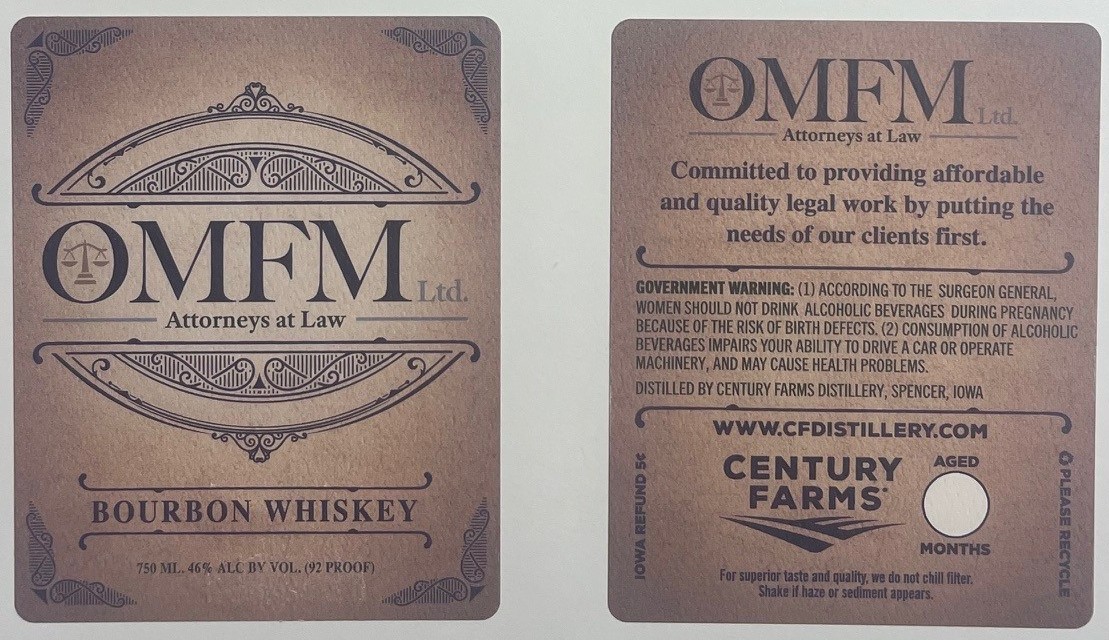 OMFM Ltd.
Attorneys at Law
BOURBON WHISKEY
750 ML. 46% ALC BY VOL. (92 PROOF)
OMFM Ltd.
Attorneys at Law
Committed to providing affordable
and quality legal work by putting the
needs of our clients first.
GOVERNMENT WARNING: (1) ACCORDING TO THE SURGEON GENERAL,
WOMEN SHOULD NOT DRINK ALCOHOLIC BEVERAGES DURING PREGNANCY
BECAUSE OF THE RISK OF BIRTH DEFECTS. (2) CONSUMPTION OF ALCOHOLIC
BEVERAGES IMPAIRS YOUR ABILITY TO DRIVE A CAR OR OPERATE
MACHINERY, AND MAY CAUSE HEALTH PROBLEMS.
DISTILLED BY CENTURY FARMS DISTILLERY, SPENCER, IOWA
WWW.CFDISTILLERY.COM
IOWA REFUND 5¢
CENTURY
FARMS
AGED
MONTHS
PLEASE RECYCLE
For superior taste and quality, we do not chill filter.
Shake if haze or sediment appears.